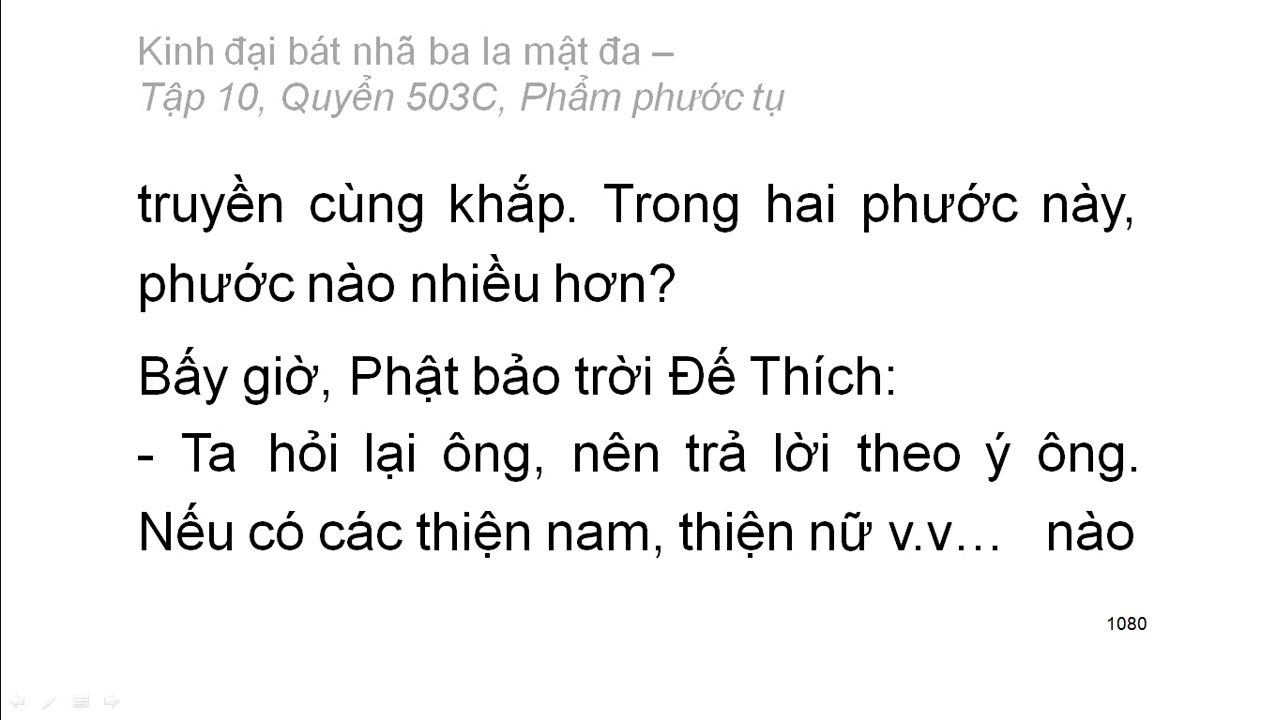 Kinh đại bát nhã ba la mật đa –
Tập 10, Quyển 503C, Phẩm phước tụ
truyền cùng khắp. Trong hai phước này,
phước nào nhiều hơn?
Bấy giờ, Phật bảo trời Đế Thích:
- Ta hỏi lại ông, nên trả lời theo ý ông.
Nếu có các thiện nam, thiện nữ v.v… nào
1080